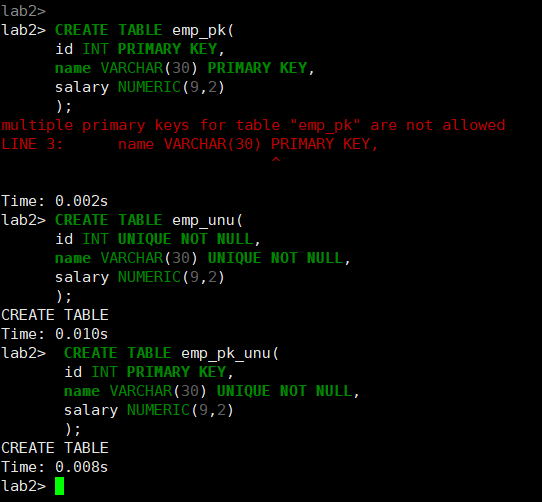 lab2>
lab2> CREATE TABLE emp_pk(
      id INT PRIMARY KEY,
      name VARCHAR(30) PRIMARY KEY,
      salary NUMERIC(9,2)
      );
multiple primary keys for table "emp_pk" are not allowed
LINE 3:      name VARCHAR(30) PRIMARY KEY,
                              ^
Time: 0.002s
lab2> CREATE TABLE emp_unu(
      id INT UNIQUE NOT NULL,
      name VARCHAR(30) UNIQUE NOT NULL,
      salary NUMERIC(9,2)
      );
CREATE TABLE
Time: 0.010s
lab2>  CREATE TABLE emp_pk_unu(
       id INT PRIMARY KEY,
       name VARCHAR(30) UNIQUE NOT NULL,
       salary NUMERIC(9,2)
       );
CREATE TABLE
Time: 0.008s
lab2>